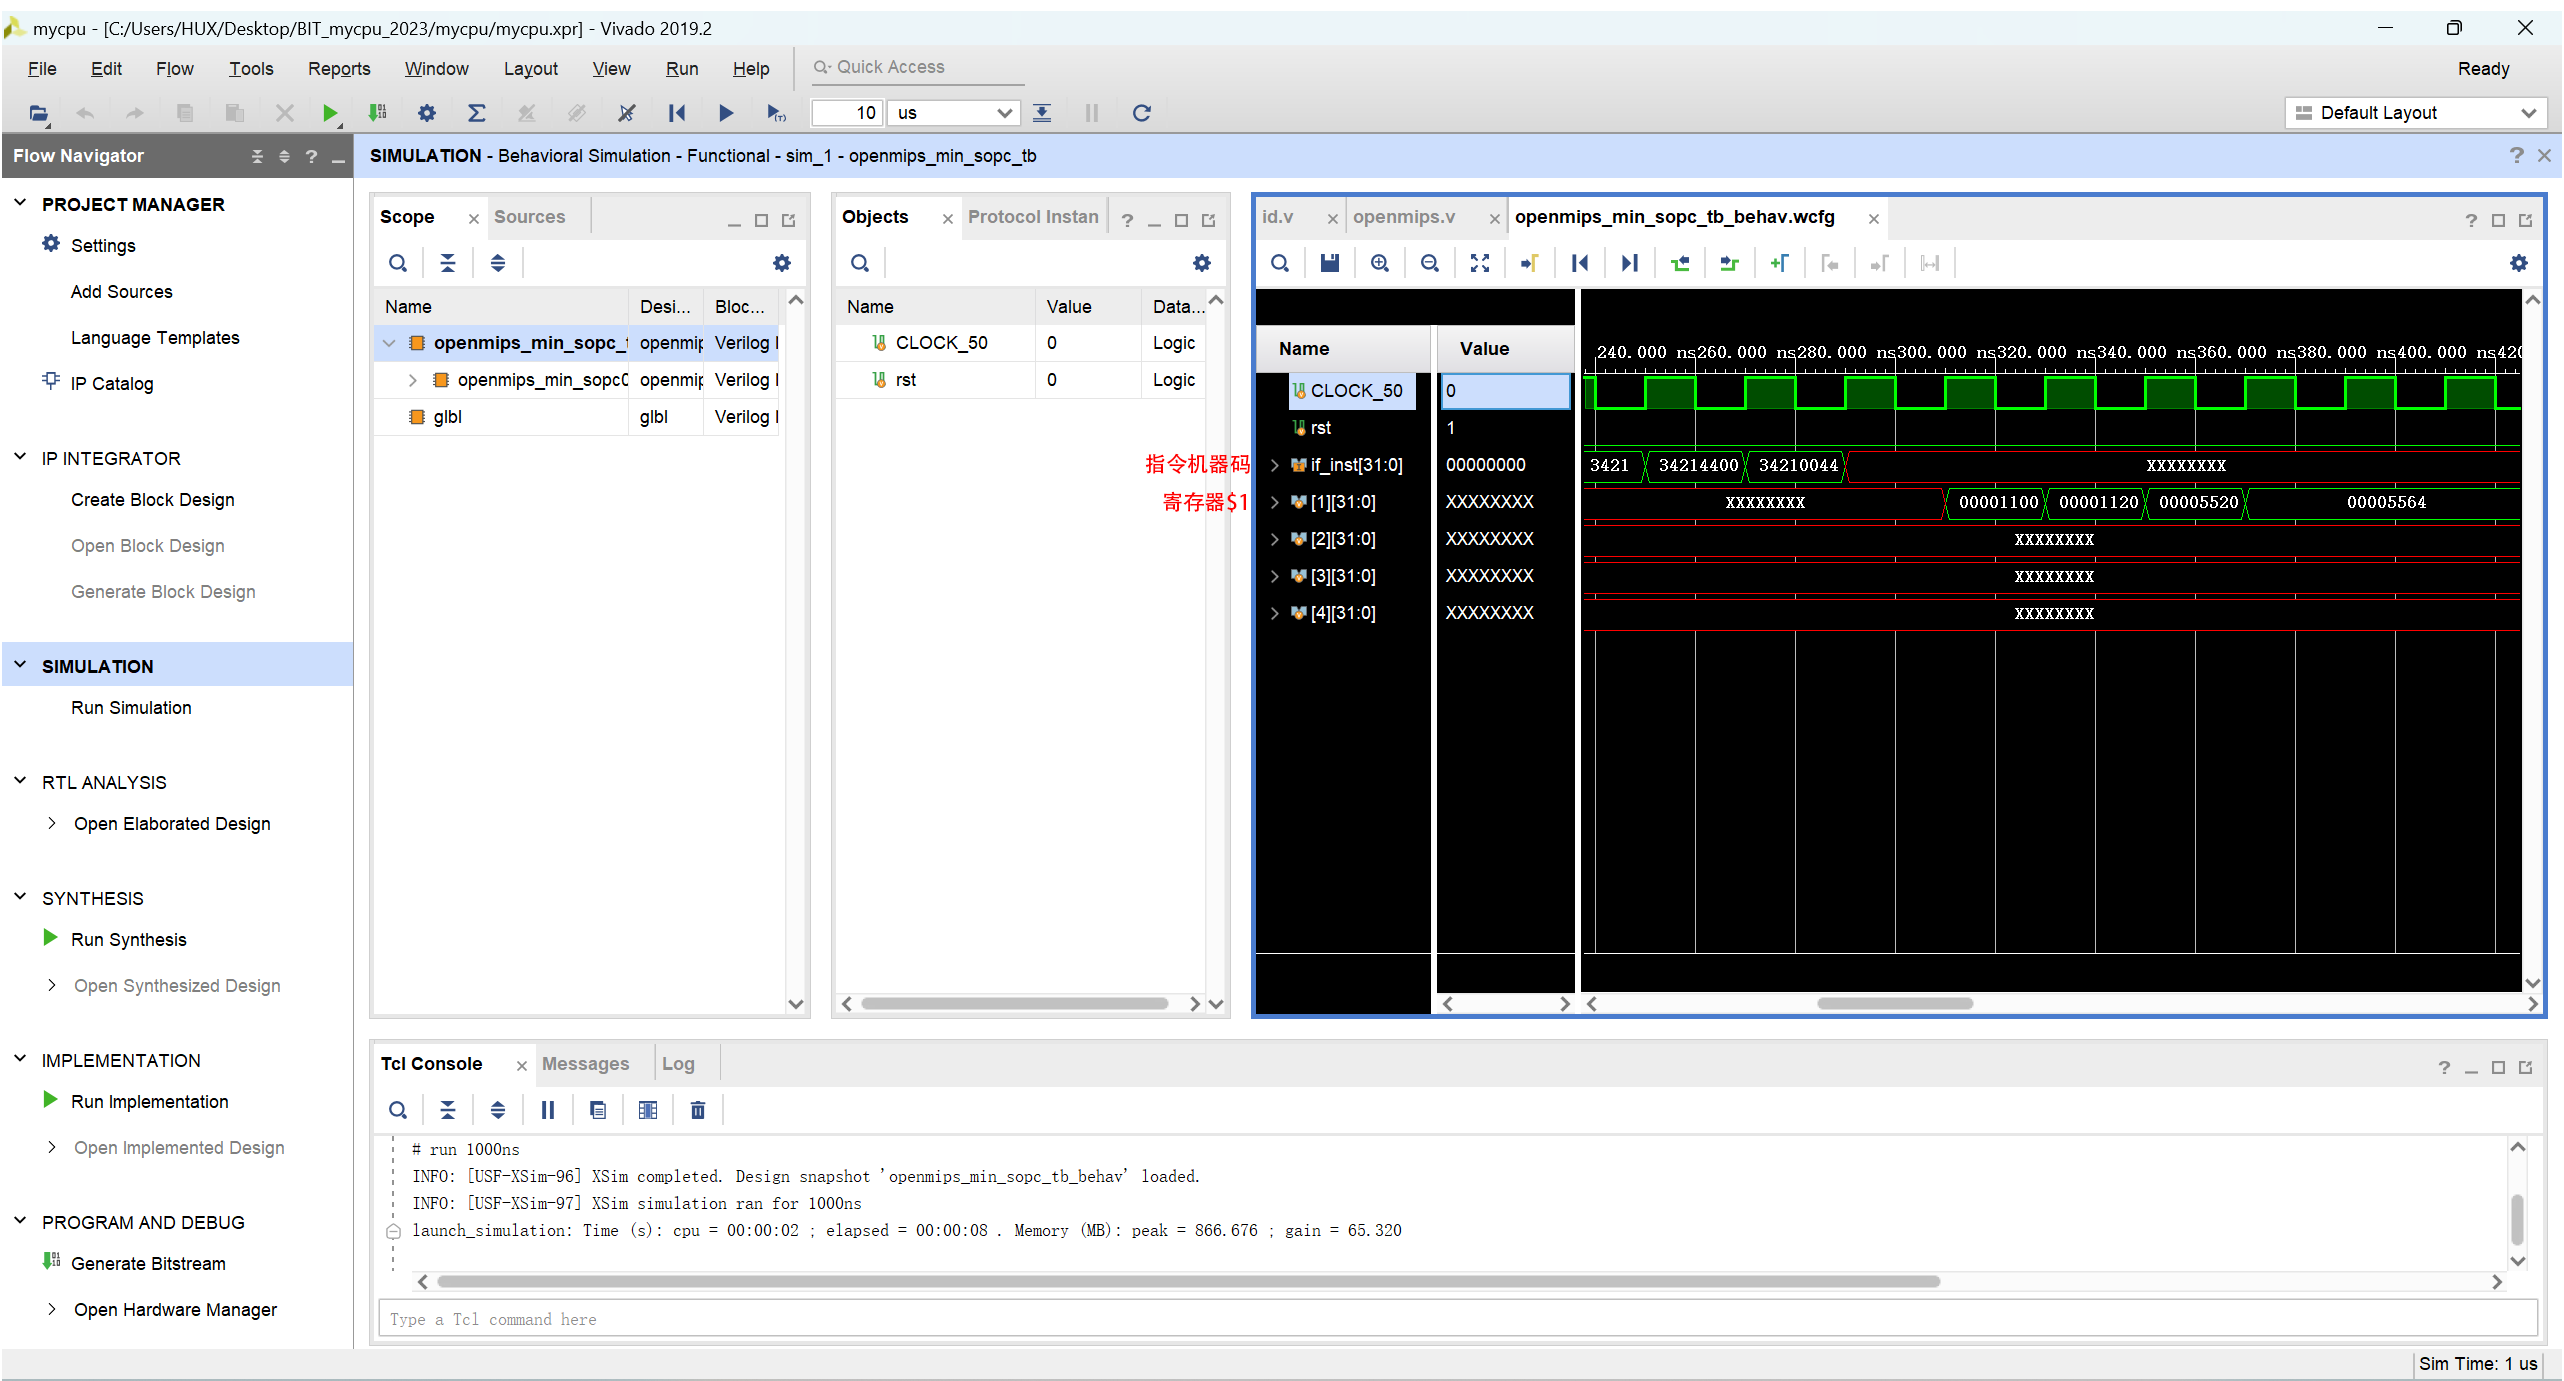 mycpu - [C:/Users/HUX/Desktop/BIT_mycpu_2023/mycpu/mycpu.xpr] - Vivado 2019.2
File Edit Flow Tools Reports Window Layout View Run Help Quick Access Ready
10 us Default Layout
Flow Navigator
SIMULATION - Behavioral Simulation - Functional - sim_1 - openmips_min_sopc_tb
PROJECT MANAGER
Settings
Add Sources
Language Templates
IP Catalog
IP INTEGRATOR
Create Block Design
Open Block Design
Generate Block Design
SIMULATION
Run Simulation
RTL ANALYSIS
Open Elaborated Design
SYNTHESIS
Run Synthesis
Open Synthesized Design
IMPLEMENTATION
Run Implementation
Open Implemented Design
PROGRAM AND DEBUG
Generate Bitstream
Open Hardware Manager
Scope Sources
Name Desi... Bloc...
openmips_min_sopc_t openmip Verilog
openmips_min_sopc0 openmip Verilog
glbl glbl Verilog
Objects Protocol Instan
Name Value Data...
CLOCK_50 0 Logic
rst 0 Logic
指令机器码
寄存器$1
id.v openmips.v openmips_min_sopc_tb_behav.wcfg
Name Value
240.000 ns 260.000 ns 280.000 ns 300.000 ns 320.000 ns 340.000 ns 360.000 ns 380.000 ns 400.000 ns 420
CLOCK_50 0
rst 1
if_inst[31:0] 00000000 3421 34214400 34210044 XXXXXXXX
[1][31:0] XXXXXXXX XXXXXXXX 00001100 00001120 00005520 00005564
[2][31:0] XXXXXXXX XXXXXXXX
[3][31:0] XXXXXXXX XXXXXXXX
[4][31:0] XXXXXXXX XXXXXXXX
Tcl Console Messages Log
# run 1000ns
INFO: [USF-XSim-96] XSim completed. Design snapshot 'openmips_min_sopc_tb_behav' loaded.
INFO: [USF-XSim-97] XSim simulation ran for 1000ns
launch_simulation: Time (s): cpu = 00:00:02 ; elapsed = 00:00:08 . Memory (MB): peak = 866.676 ; gain = 65.320
Type a Tcl command here
Sim Time: 1 us